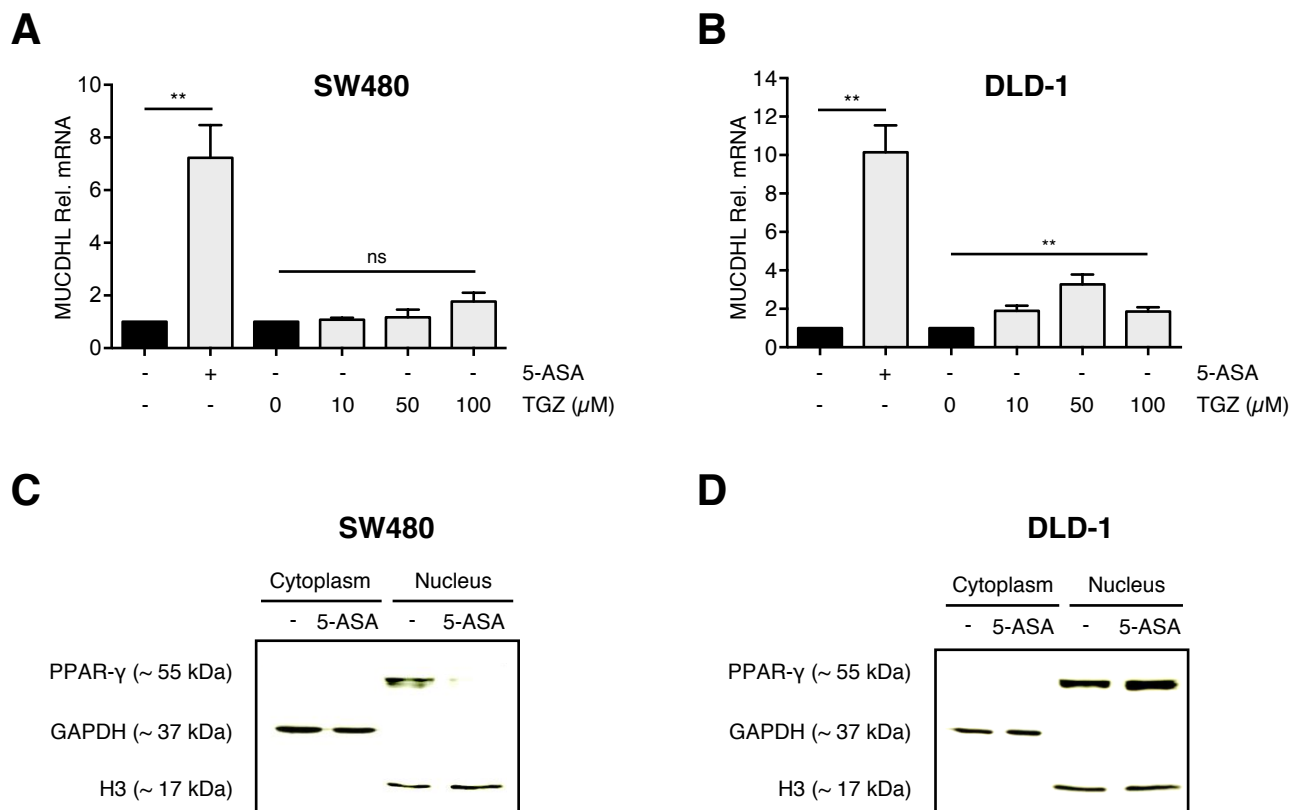 A
SW480
MUCDHL Rel. mRNA
10
8
6
4
2
0
**
ns
- + - - - - 5-ASA
- - 0 10 50 100 TGZ (µM)
B
DLD-1
MUCDHL Rel. mRNA
14
12
10
8
6
4
2
0
**
**
- + - - - - 5-ASA
- - 0 10 50 100 TGZ (µM)
C
SW480
Cytoplasm Nucleus
- 5-ASA - 5-ASA
PPAR-γ (~ 55 kDa)
GAPDH (~ 37 kDa)
H3 (~ 17 kDa)
D
DLD-1
Cytoplasm Nucleus
- 5-ASA - 5-ASA
PPAR-γ (~ 55 kDa)
GAPDH (~ 37 kDa)
H3 (~ 17 kDa)